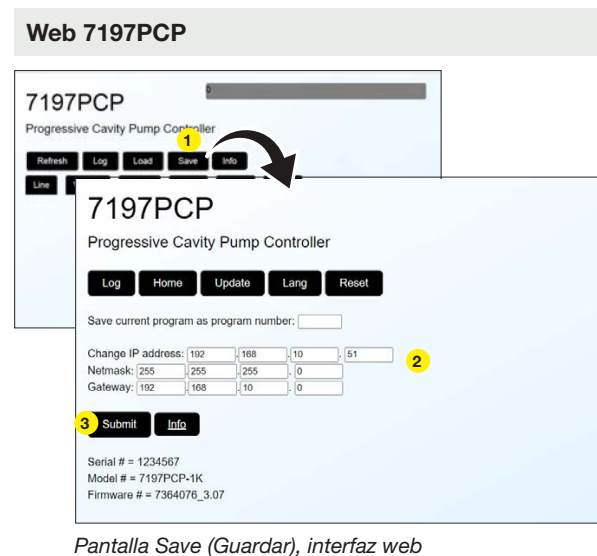 Web 7197PCP
0
7197PCP
Progressive Cavity Pump Controller
1
Refresh Log Load Save Info
Line
7197PCP
Progressive Cavity Pump Controller
Log Home Update Lang Reset
Save current program as program number:
Change IP address: 192 . 168 . 10 . 51
2
Netmask: 255 . 255 . 255 . 0
Gateway: 192 . 168 . 10 . 0
3 Submit Info
Serial # = 1234567
Model # = 7197PCP-1K
Firmware # = 7364076_3.07
Pantalla Save (Guardar), interfaz web